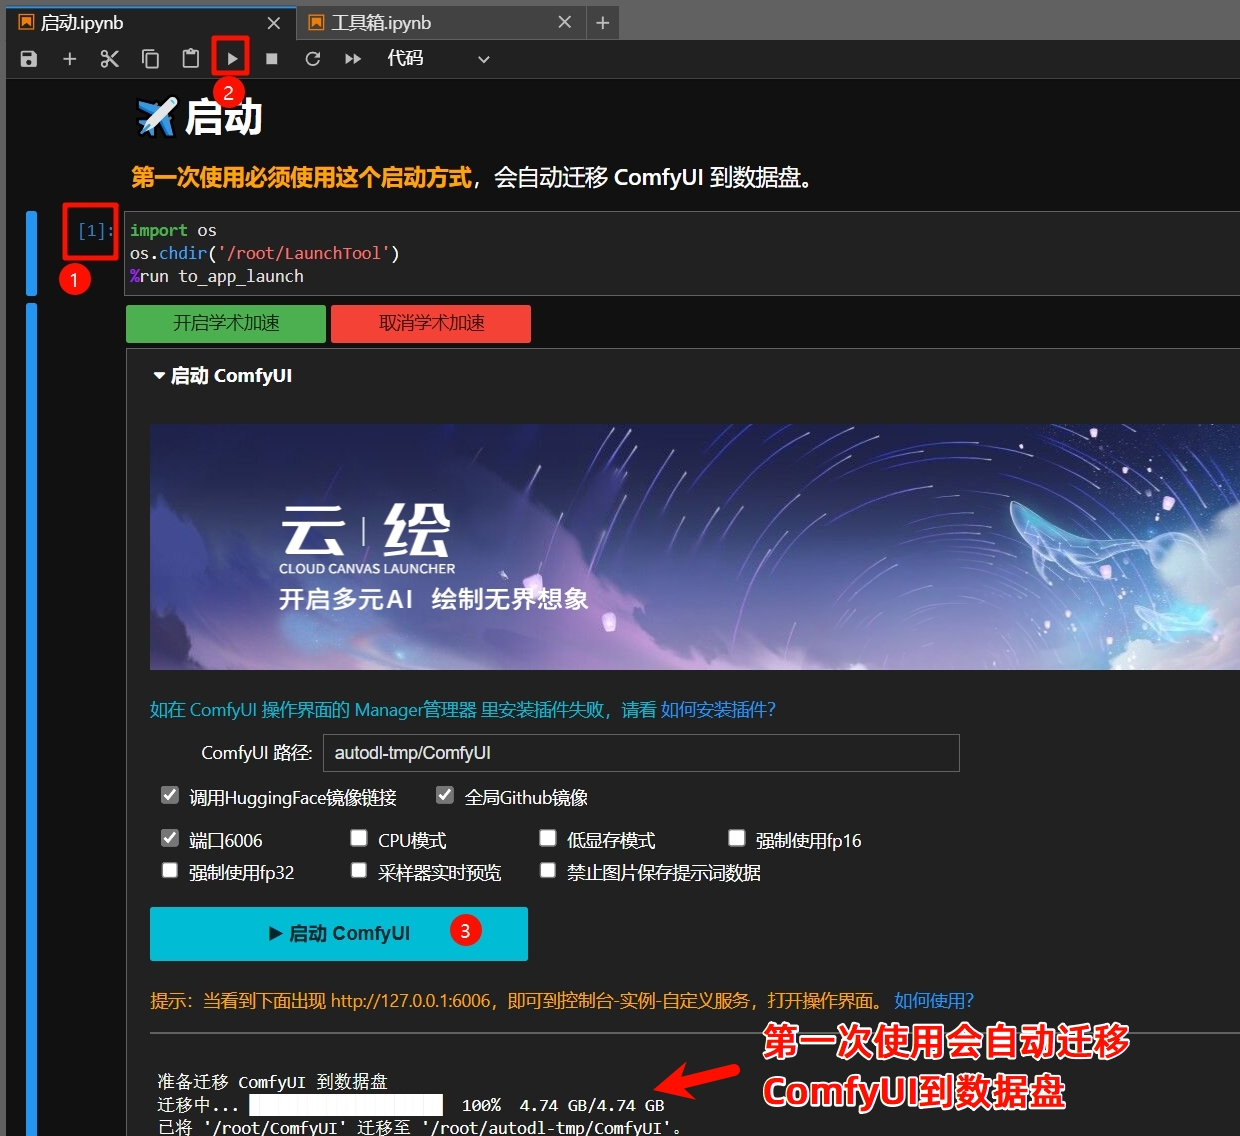 启动.ipynb
工具箱.ipynb
代码
2
启动
第一次使用必须使用这个启动方式，会自动迁移 ComfyUI 到数据盘。
[1]:
import os
os.chdir('/root/LaunchTool')
%run to_app_launch
1
开启学术加速
取消学术加速
启动 ComfyUI
云|绘
CLOUD CANVAS LAUNCHER
开启多元AI 绘制无界想象
如在 ComfyUI 操作界面的 Manager管理器 里安装插件失败，请看 如何安装插件？
ComfyUI 路径:
autodl-tmp/ComfyUI
调用HuggingFace镜像链接
全局Github镜像
端口6006
CPU模式
低显存模式
强制使用fp16
强制使用fp32
采样器实时预览
禁止图片保存提示词数据
启动 ComfyUI
3
提示：当看到下面出现 http://127.0.0.1:6006，即可到控制台-实例-自定义服务，打开操作界面。 如何使用？
第一次使用会自动迁移
ComfyUI到数据盘
准备迁移 ComfyUI 到数据盘
迁移中... 100% 4.74 GB/4.74 GB
已将 '/root/ComfyUI' 迁移至 '/root/autodl-tmp/ComfyUI'。